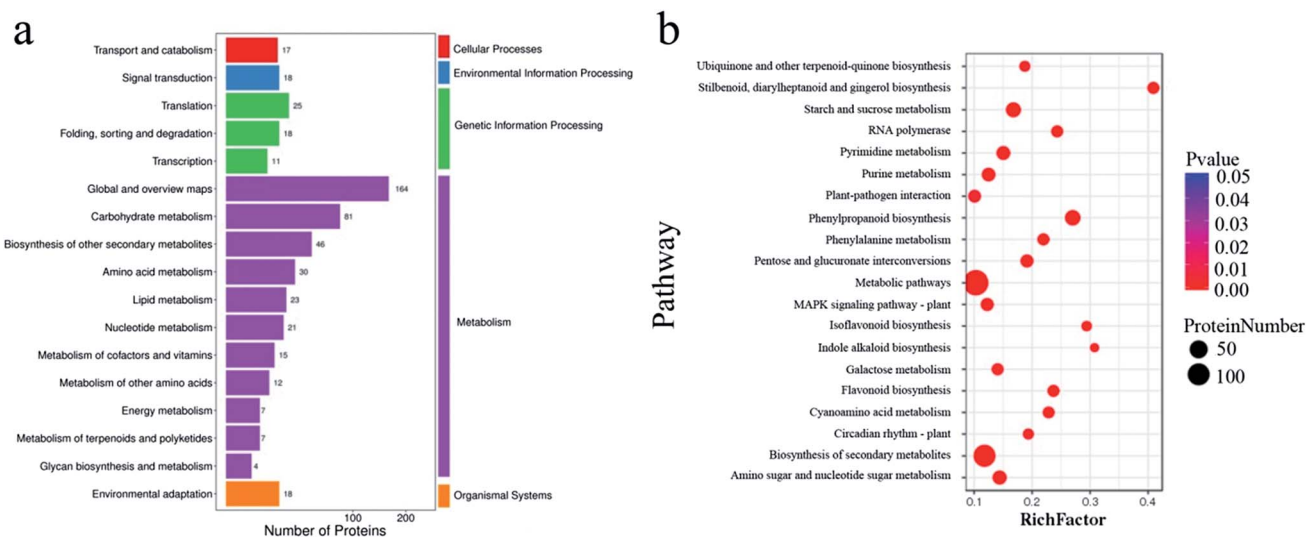 a
Transport and catabolism 17
Signal transduction 18
Translation 25
Folding, sorting and degradation 18
Transcription 11
Global and overview maps 164
Carbohydrate metabolism 81
Biosynthesis of other secondary metabolites 46
Amino acid metabolism 30
Lipid metabolism 23
Nucleotide metabolism 21
Metabolism of cofactors and vitamins 15
Metabolism of other amino acids 12
Energy metabolism 7
Metabolism of terpenoids and polyketides 7
Glycan biosynthesis and metabolism 4
Environmental adaptation 18
100 200
Number of Proteins
Cellular Processes
Environmental Information Processing
Genetic Information Processing
Metabolism
Organismal Systems
b
Pathway
Ubiquinone and other terpenoid-quinone biosynthesis
Stilbenoid, diarylheptanoid and gingerol biosynthesis
Starch and sucrose metabolism
RNA polymerase
Pyrimidine metabolism
Purine metabolism
Plant-pathogen interaction
Phenylpropanoid biosynthesis
Phenylalanine metabolism
Pentose and glucuronate interconversions
Metabolic pathways
MAPK signaling pathway - plant
Isoflavonoid biosynthesis
Indole alkaloid biosynthesis
Galactose metabolism
Flavonoid biosynthesis
Cyanoamino acid metabolism
Circadian rhythm - plant
Biosynthesis of secondary metabolites
Amino sugar and nucleotide sugar metabolism
0.1 0.2 0.3 0.4
RichFactor
Pvalue
0.05
0.04
0.03
0.02
0.01
0.00
ProteinNumber
50
100